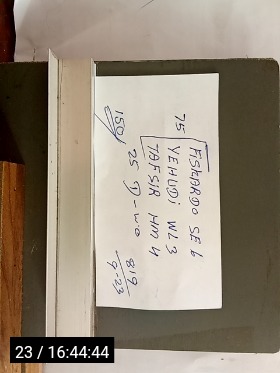 FISKARDO SE 6
75 YEHUDI WL 3
TAFSIR HM 4
25 D-WO
150
819
9-23
23 / 16:44:44